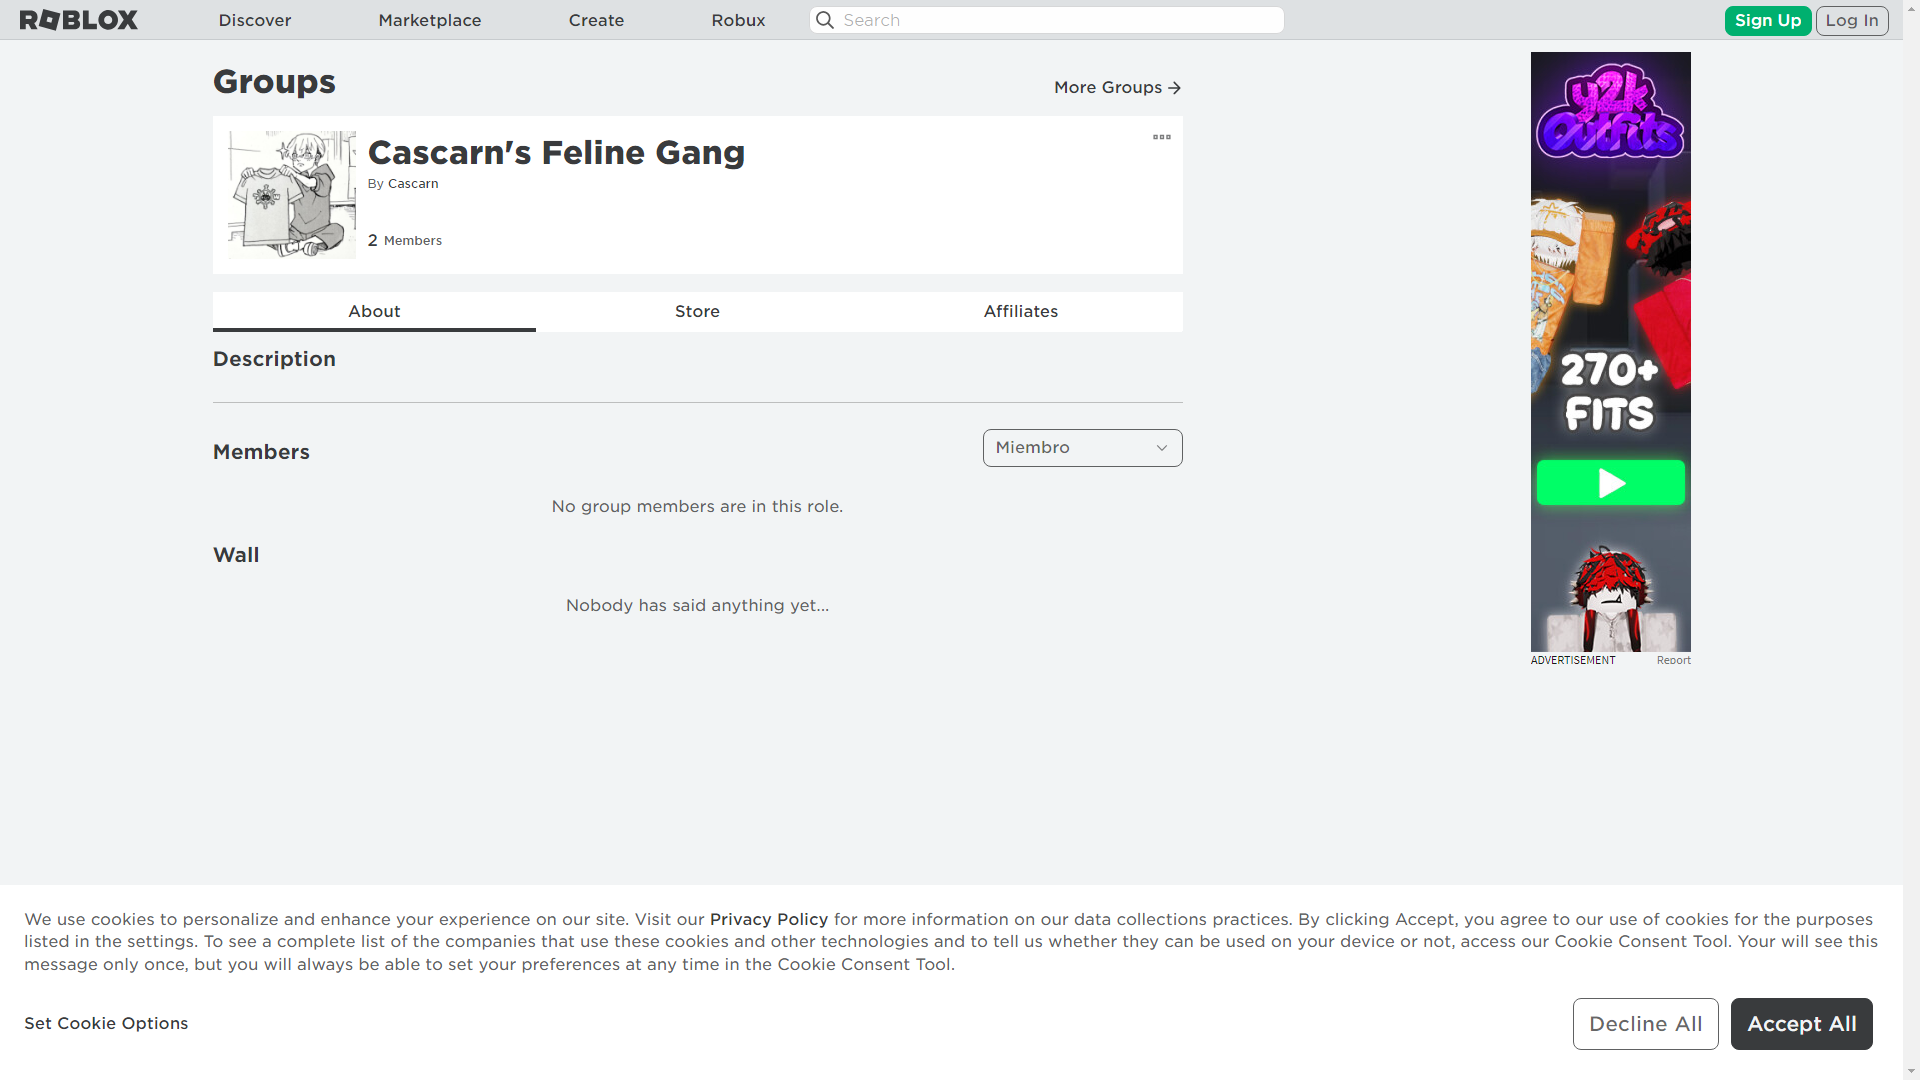 ROBLOX
Discover
Marketplace
Create
Robux
Search
Sign Up
Log In
Groups
More Groups
Cascarn's Feline Gang
By Cascarn
2 Members
About
Store
Affiliates
Description
Members
Miembro
No group members are in this role.
Wall
Nobody has said anything yet...
y2k
Outfits
270+
FITS
ADVERTISEMENT
Report
We use cookies to personalize and enhance your experience on our site. Visit our Privacy Policy for more information on our data collections practices. By clicking Accept, you agree to our use of cookies for the purposes
listed in the settings. To see a complete list of the companies that use these cookies and other technologies and to tell us whether they can be used on your device or not, access our Cookie Consent Tool. Your will see this
message only once, but you will always be able to set your preferences at any time in the Cookie Consent Tool.
Set Cookie Options
Decline All
Accept All